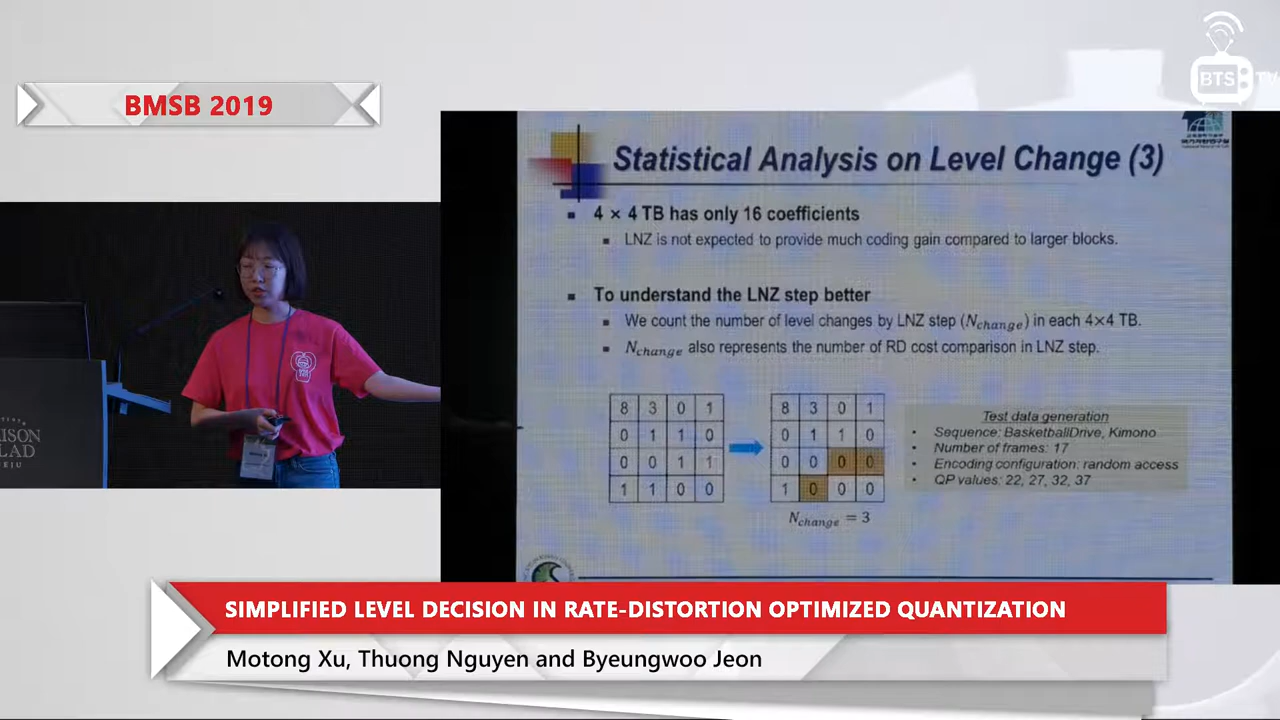 BTS TV
BMSB 2019
Statistical Analysis on Level Change (3)
▪ 4 × 4 TB has only 16 coefficients
▪ LNZ is not expected to provide much coding gain compared to larger blocks.
▪ To understand the LNZ step better
▪ We count the number of level changes by LNZ step (Nchange) in each 4×4 TB.
▪ Nchange also represents the number of RD cost comparison in LNZ step.
8 3 0 1
0 1 1 0
0 0 1 1
1 1 0 0
8 3 0 1
0 1 1 0
0 0 0 0
1 0 0 0
Nchange = 3
Test data generation
• Sequence: BasketballDrive, Kimono
• Number of frames: 17
• Encoding configuration: random access
• QP values: 22, 27, 32, 37
SIMPLIFIED LEVEL DECISION IN RATE-DISTORTION OPTIMIZED QUANTIZATION
Motong Xu, Thuong Nguyen and Byeungwoo Jeon